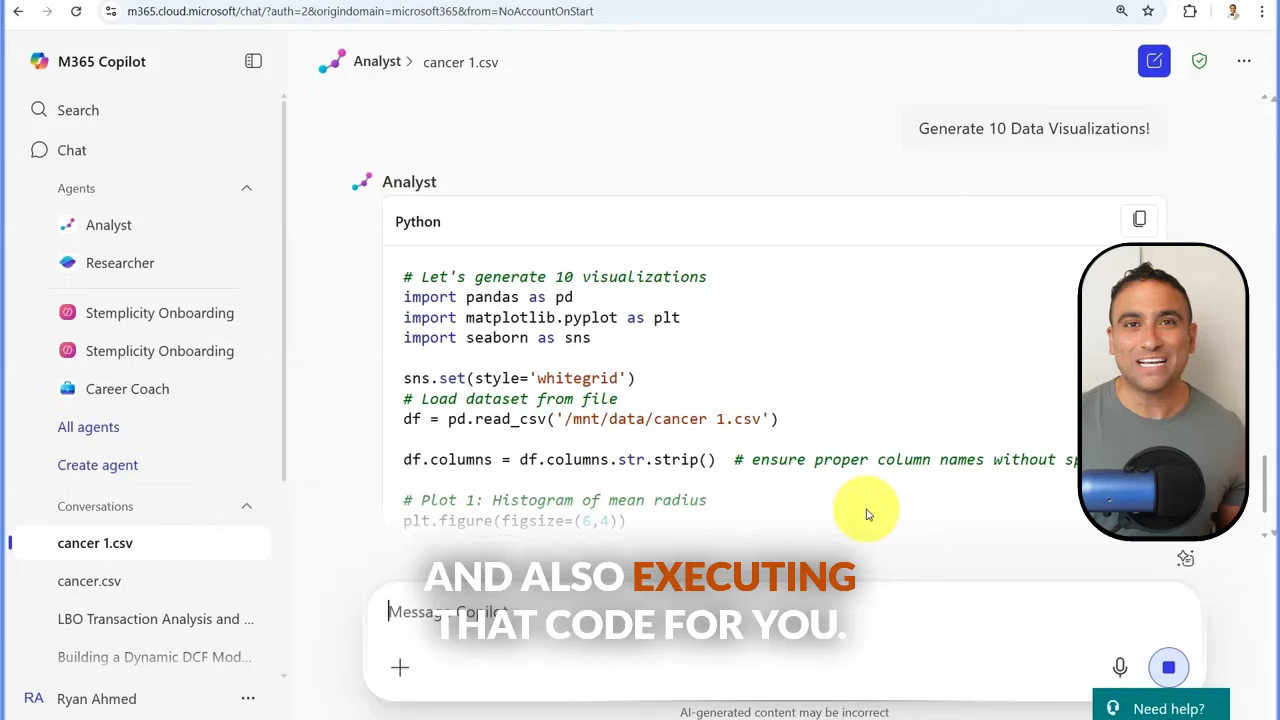 m365.cloud.microsoft/chat/?auth=2&origindomain=microsoft365&from=NoAccountOnStart
M365 Copilot
Search
Chat
Agents
Analyst
Researcher
Stemplicity Onboarding
Stemplicity Onboarding
Career Coach
All agents
Create agent
Conversations
cancer 1.csv
cancer.csv
LBO Transaction Analysis and ...
Building a Dynamic DCF Mod...
RA Ryan Ahmed
Analyst > cancer 1.csv
Generate 10 Data Visualizations!
Analyst
Python
# Let's generate 10 visualizations
import pandas as pd
import matplotlib.pyplot as plt
import seaborn as sns
sns.set(style='whitegrid')
# Load dataset from file
df = pd.read_csv('/mnt/data/cancer 1.csv')
df.columns = df.columns.str.strip() # ensure proper column names without sp
# Plot 1: Histogram of mean radius
plt.figure(figsize=(6,4))
AND ALSO EXECUTING
THAT CODE FOR YOU.
Message Copilot
Need help?
AI-generated content may be incorrect